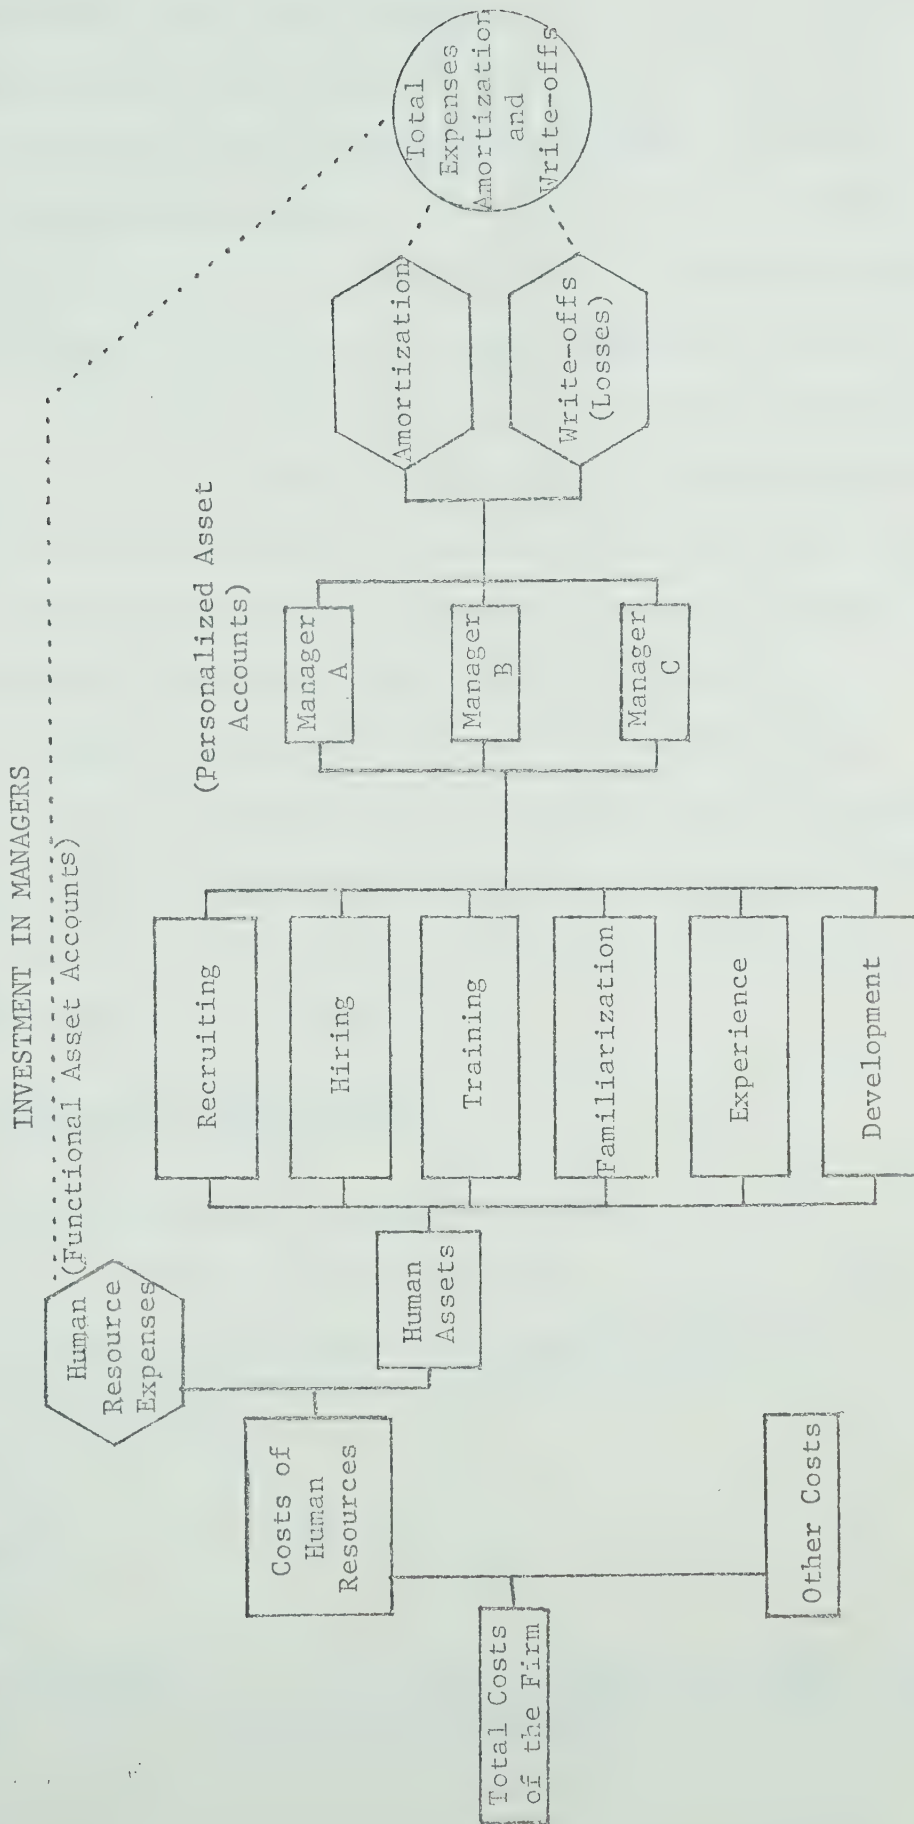 INVESTMENT IN MANAGERS
(Functional Asset Accounts)
(Personalized Asset
Accounts)
Total Costs
of the Firm
Costs of
Human
Resources
Other Costs
Human
Resource
Expenses
Human
Assets
Recruiting
Hiring
Training
Familiarization
Experience
Development
Manager
A
Manager
B
Manager
C
Amortization
Write-offs
(Losses)
Total
Expenses
Amortization
and
Write-offs